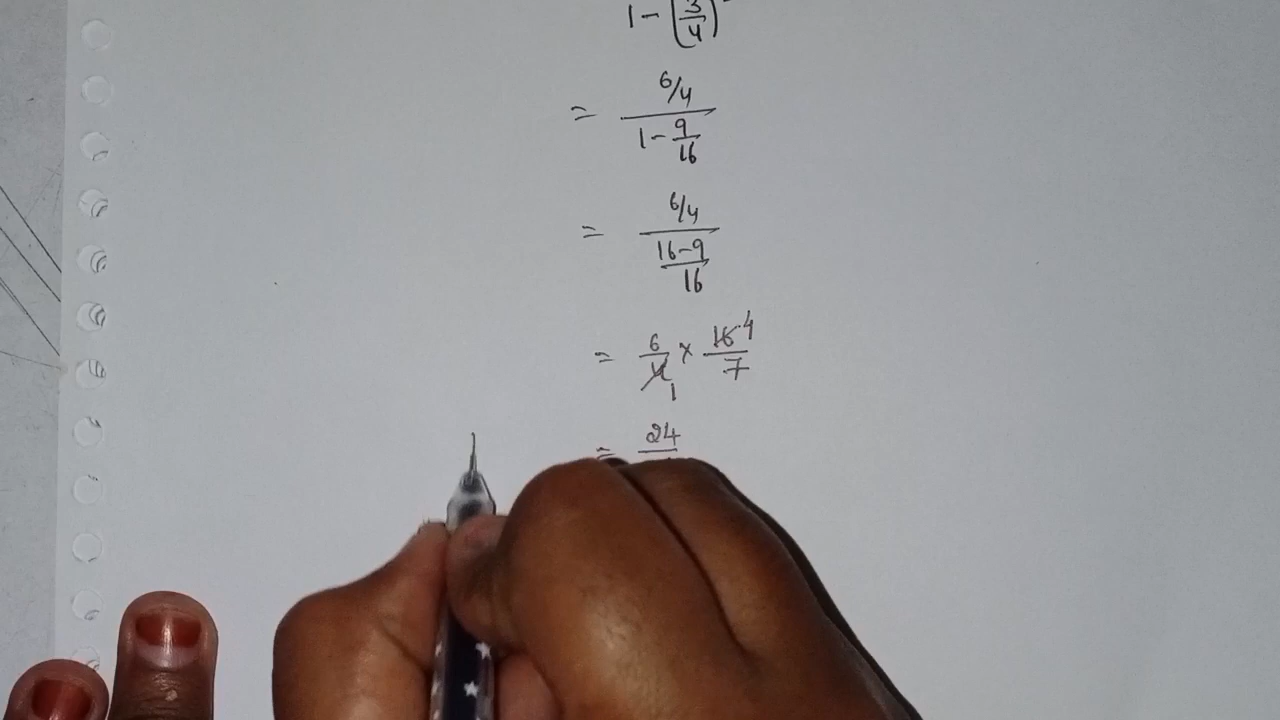 1 - (3/4)
= 6/4 / 1 - 9/16
= 6/4 / 16-9/16
= 6/4 1 × 16 4/7
= 24